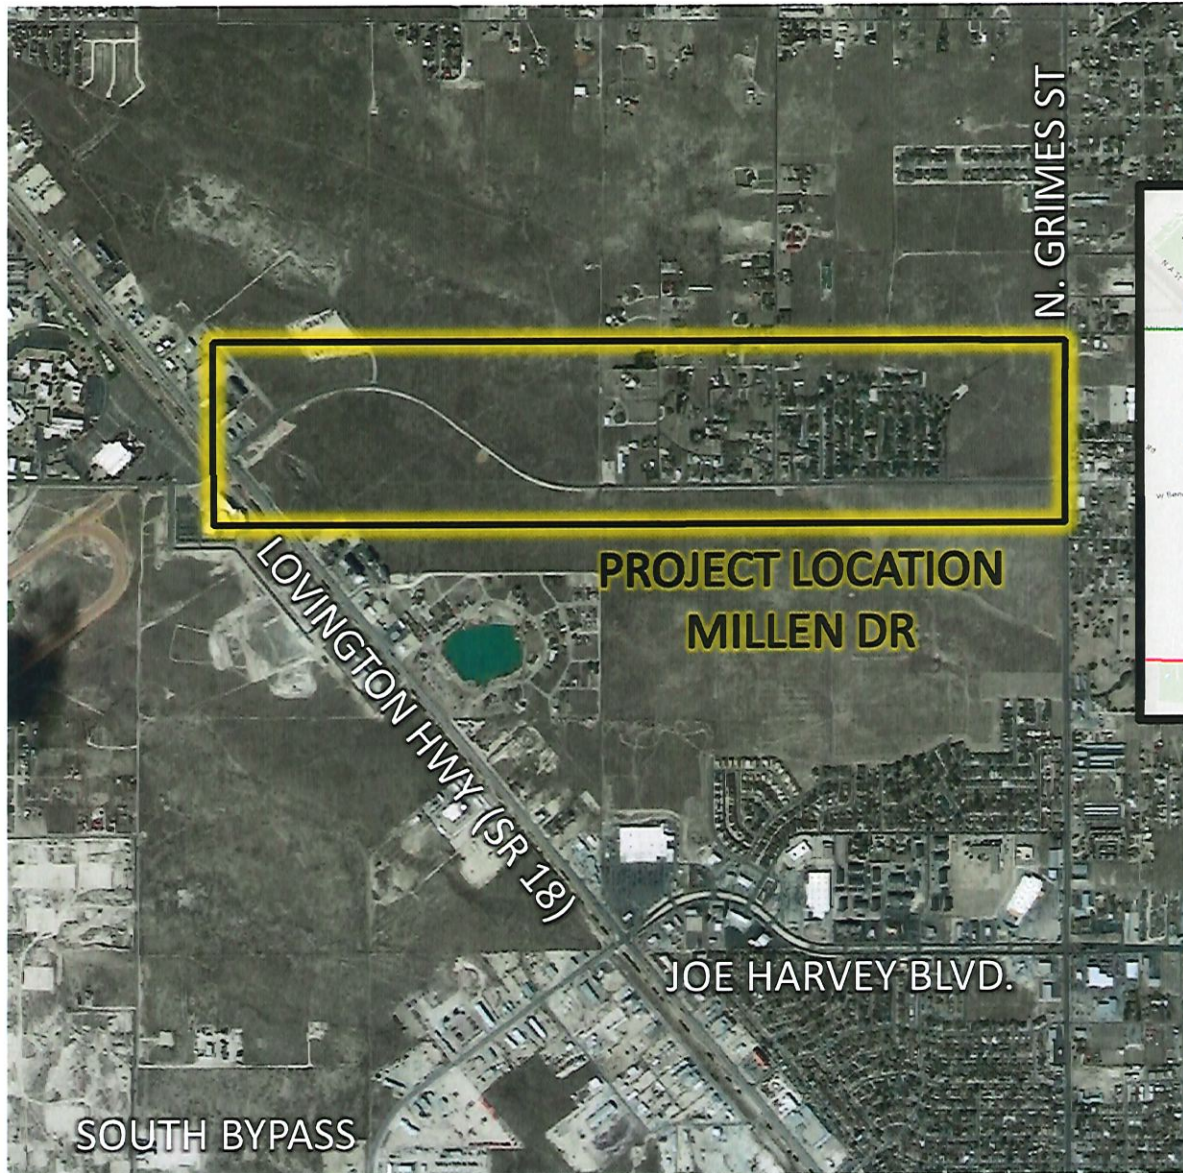 N. GRIMES ST
PROJECT LOCATION
MILLEN DR
LOVINGTON HWY. (SR 18)
JOE HARVEY BLVD.
SOUTH BYPASS